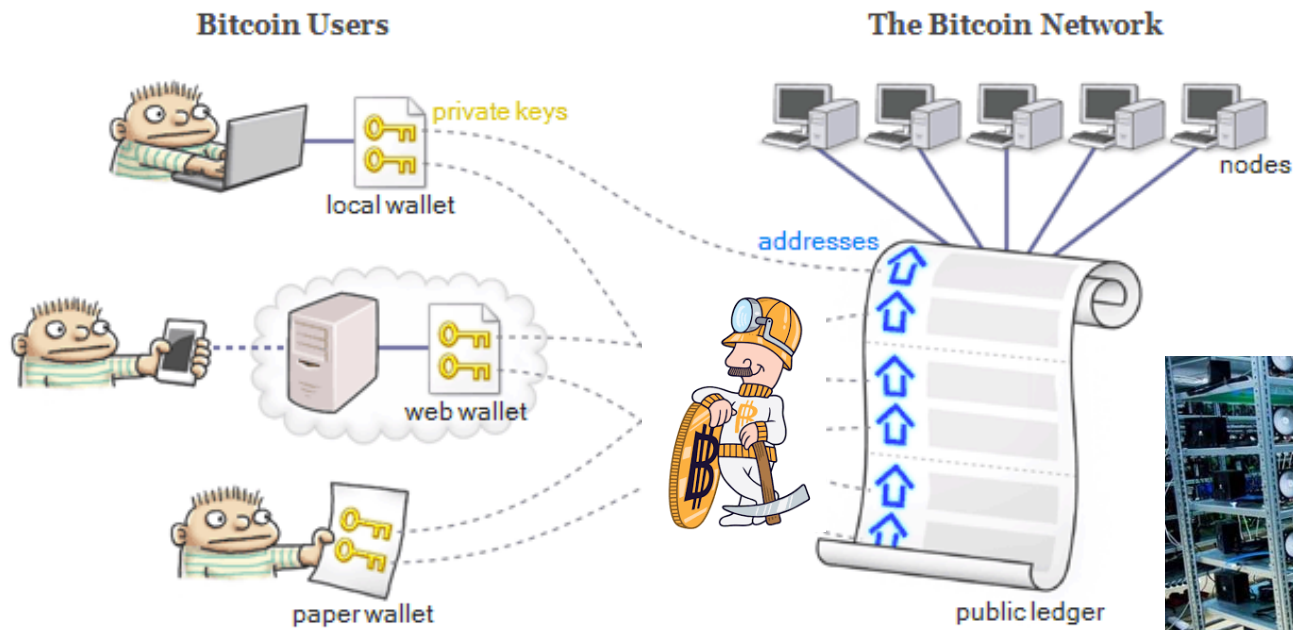 Bitcoin Users
The Bitcoin Network
private keys
local wallet
nodes
addresses
web wallet
paper wallet
public ledger